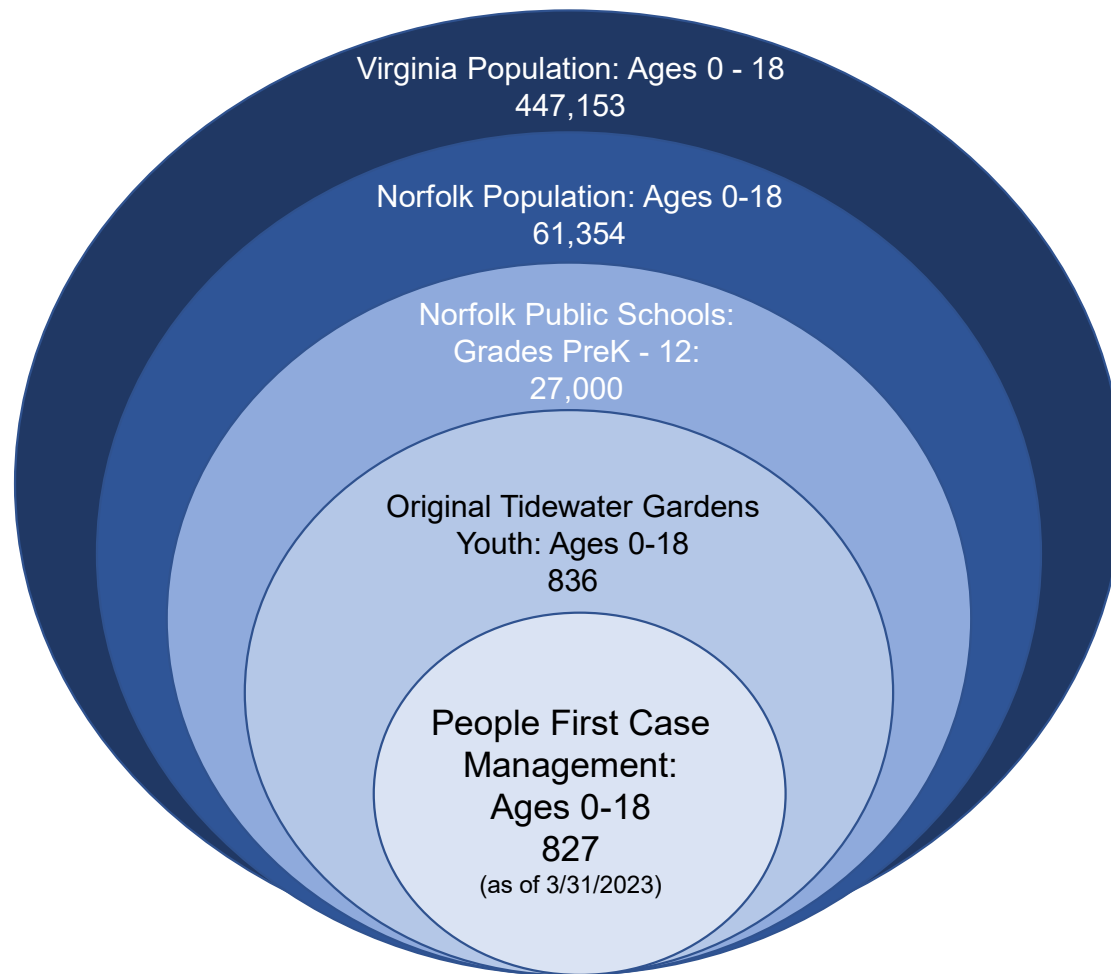 Virginia Population: Ages 0 - 18
447,153
Norfolk Population: Ages 0-18
61,354
Norfolk Public Schools:
Grades PreK - 12:
27,000
Original Tidewater Gardens
Youth: Ages 0-18
836
People First Case
Management:
Ages 0-18
827
(as of 3/31/2023)